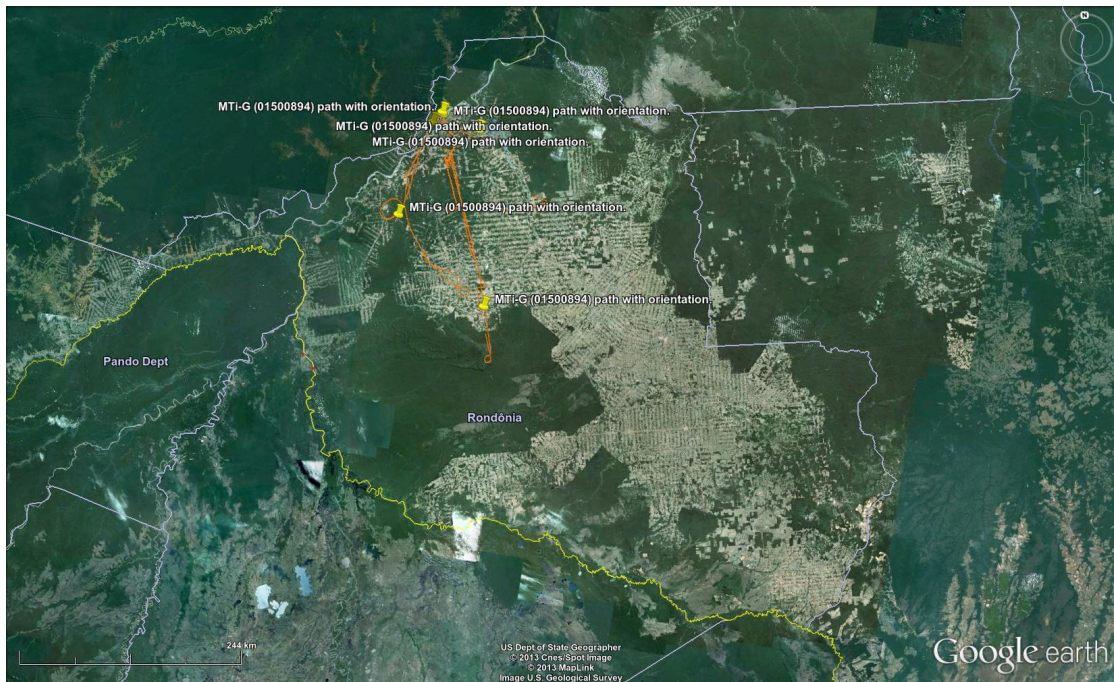 N
MTi-G (01500894) path with orientation.
MTi-G (01500894) path with orientation.
MTi-G (01500894) path with orientation.
MTi-G (01500894) path with orientation.
MTi-G (01500894) path with orientation.
MTi-G (01500894) path with orientation.
Pando Dept
Rondônia
244 km
US Dept of State Geographer
© 2013 Cnes/Spot Image
© 2013 MapLink
Image U.S. Geological Survey
Google earth